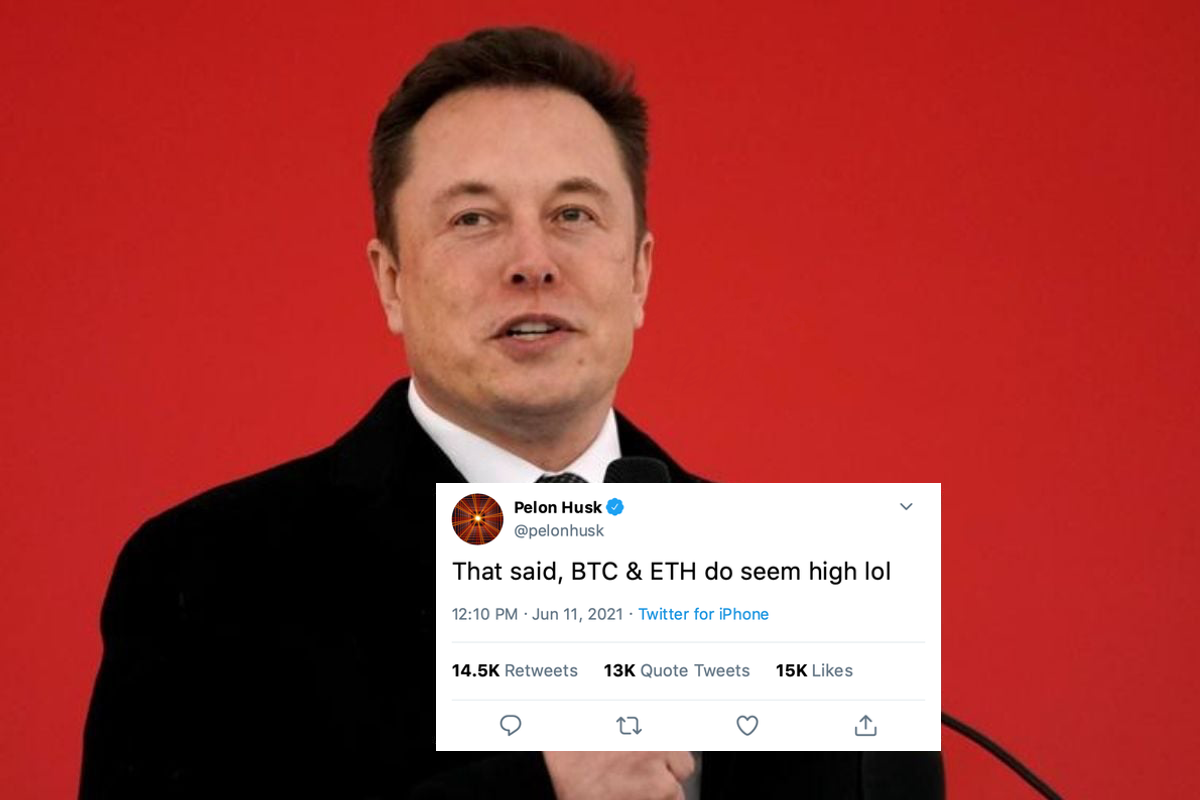 Pelon Husk
@pelonhusk
That said, BTC & ETH do seem high lol
12:10 PM · Jun 11, 2021 · Twitter for iPhone
14.5K Retweets 13K Quote Tweets 15K Likes